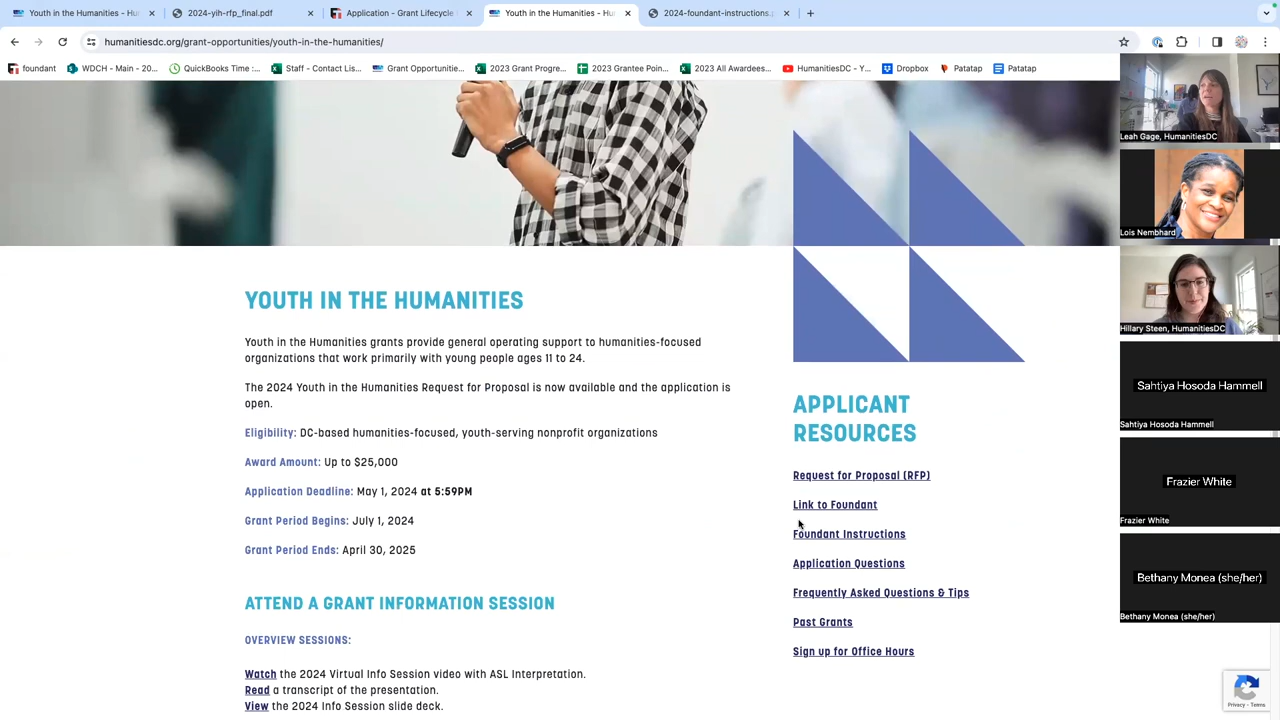 Youth in the Humanities - Hu
2024-yih-rfp_final.pdf
Application - Grant Lifecycle
Youth in the Humanities - Hu
2024-foundant-instructions.
humanitiesdc.org/grant-opportunities/youth-in-the-humanities/
foundant
WDCH - Main - 20...
QuickBooks Time :...
Staff - Contact Lis...
Grant Opportunitie...
2023 Grant Progre...
2023 Grantee Poin...
2023 All Awardees...
HumanitiesDC - Y...
Dropbox
Patatap
Patatap
Leah Gage, HumanitiesDC
Lois Nembhard
Hillary Steen, HumanitiesDC
Sahtiya Hosoda Hammell
Sahtiya Hosoda Hammell
Frazier White
Frazier White
Bethany Monea (she/her)
Bethany Monea (she/her)
YOUTH IN THE HUMANITIES
Youth in the Humanities grants provide general operating support to humanities-focused
organizations that work primarily with young people ages 11 to 24.
The 2024 Youth in the Humanities Request for Proposal is now available and the application is
open.
Eligibility: DC-based humanities-focused, youth-serving nonprofit organizations
Award Amount: Up to $25,000
Application Deadline: May 1, 2024 at 5:59PM
Grant Period Begins: July 1, 2024
Grant Period Ends: April 30, 2025
ATTEND A GRANT INFORMATION SESSION
OVERVIEW SESSIONS:
Watch the 2024 Virtual Info Session video with ASL Interpretation.
Read a transcript of the presentation.
View the 2024 Info Session slide deck.
APPLICANT
RESOURCES
Request for Proposal (RFP)
Link to Foundant
Foundant Instructions
Application Questions
Frequently Asked Questions & Tips
Past Grants
Sign up for Office Hours
Privacy - Terms